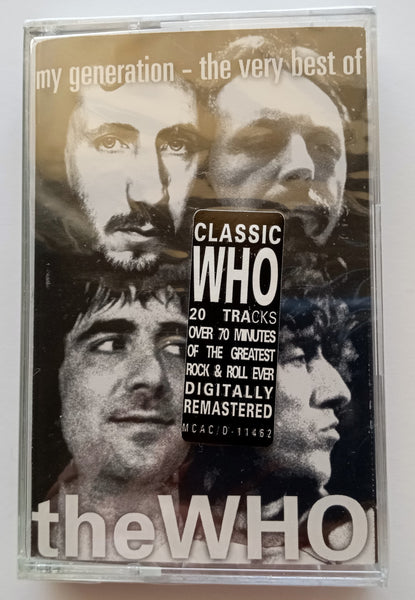 my generation - the very best of
CLASSIC
WHO
20 TRACKS
OVER 70 MINUTES
OF THE GREATEST
ROCK & ROLL EVER
DIGITALLY
REMASTERED
MCAC/D-11462
theWHO